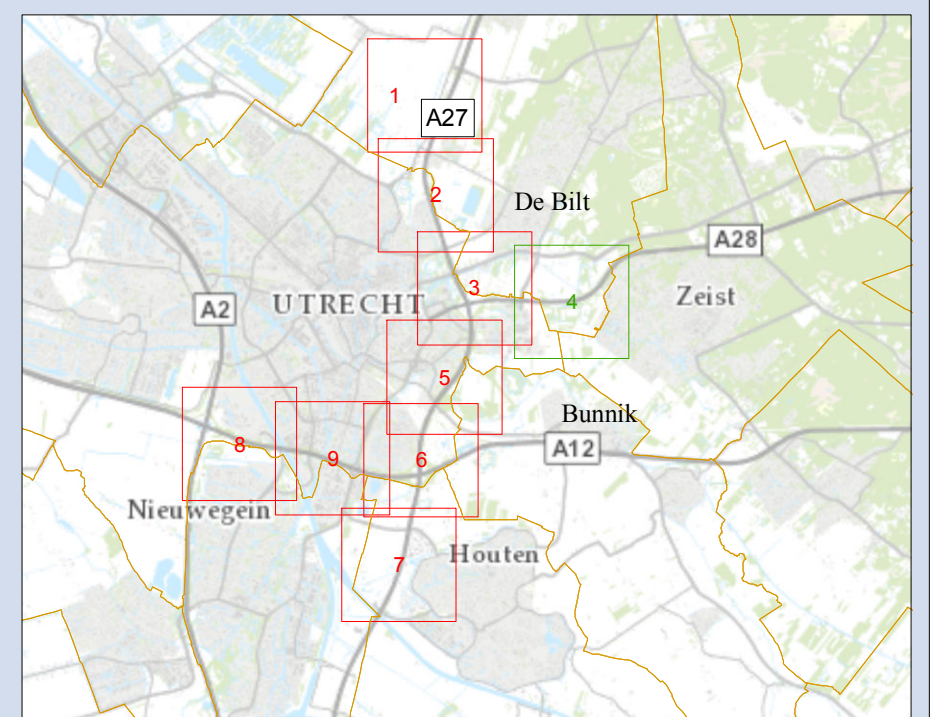 1
A27
2
De Bilt
A28
3
4
Zeist
A2
UTRECHT
5
Bunnik
8
9
6
A12
Nieuwegein
Houten
7